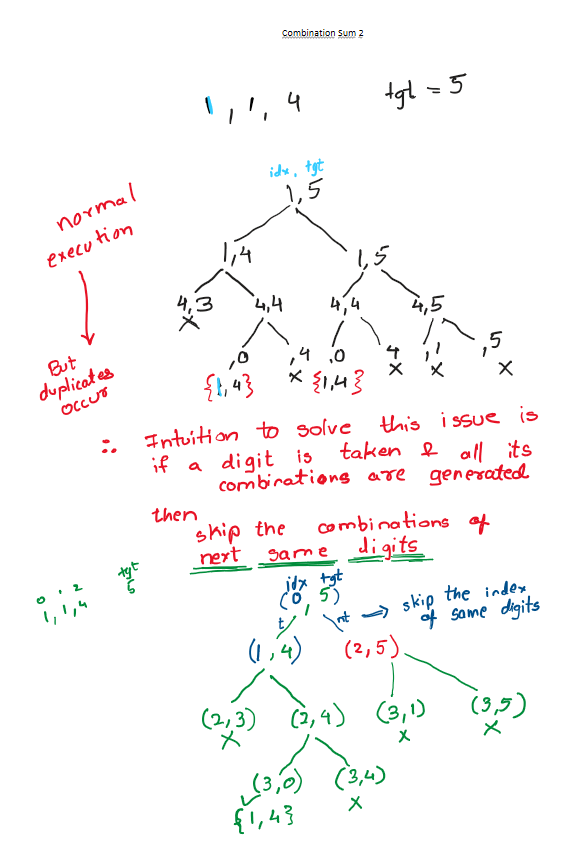 Combination Sum 2
1, 1, 4
tgt = 5
idx, tgt
1,5
normal
execution
1,4
1,5
4,3
4,4
4,4
4,5
x
But
duplicates
occur
,0
,4
,0
4
,1
,5
{1,4}
x
{1,4}
x
x
x
∴ Intuition to solve this issue is
if a digit is taken & all its
combinations are generated
then
skip the combinations of
next same digits
0 1 2
1,1,4
tgt
5
idx tgt
(0, 5)
t
nt
⇒ skip the index
of same digits
(1,4)
(2,5)
(2,3)
(2,4)
(3,1)
(3,5)
x
x
x
(3,0)
(3,4)
{1,4}
x